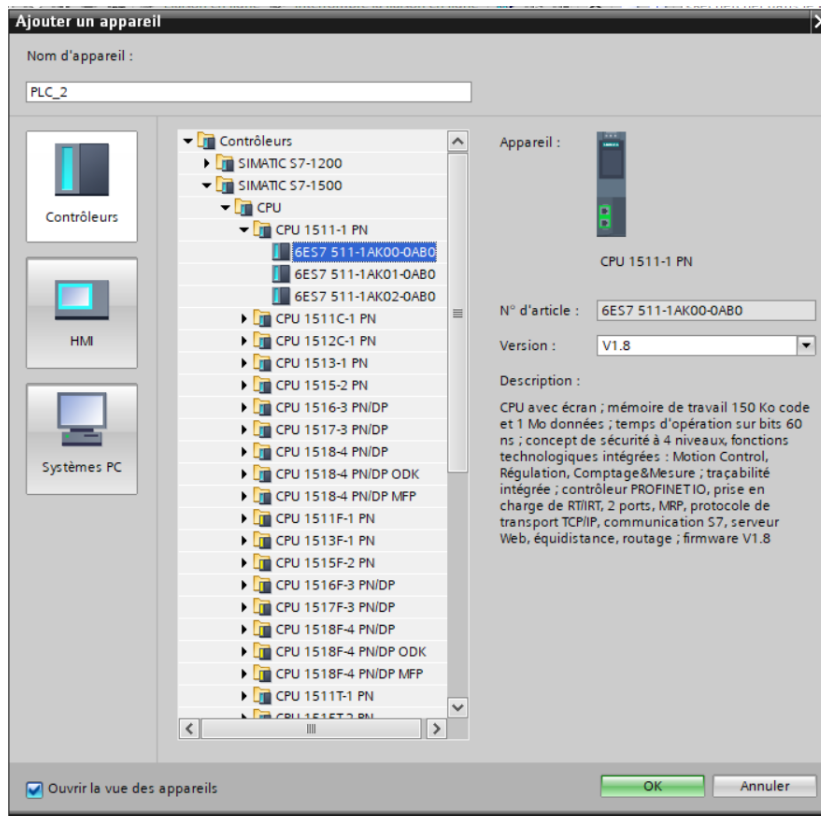 Ajouter un appareil
Nom d'appareil :
PLC_2
Contrôleurs
HMI
Systèmes PC
Contrôleurs
SIMATIC S7-1200
SIMATIC S7-1500
CPU
CPU 1511-1 PN
6ES7 511-1AK00-0AB0
6ES7 511-1AK01-0AB0
6ES7 511-1AK02-0AB0
CPU 1511C-1 PN
CPU 1512C-1 PN
CPU 1513-1 PN
CPU 1515-2 PN
CPU 1516-3 PN/DP
CPU 1517-3 PN/DP
CPU 1518-4 PN/DP
CPU 1518-4 PN/DP ODK
CPU 1518-4 PN/DP MFP
CPU 1511F-1 PN
CPU 1513F-1 PN
CPU 1515F-2 PN
CPU 1516F-3 PN/DP
CPU 1517F-3 PN/DP
CPU 1518F-4 PN/DP
CPU 1518F-4 PN/DP ODK
CPU 1518F-4 PN/DP MFP
CPU 1511T-1 PN
CPU 1515T-2 PN
Appareil :
CPU 1511-1 PN
N° d'article : 6ES7 511-1AK00-0AB0
Version : V1.8
Description :
CPU avec écran ; mémoire de travail 150 Ko code
et 1 Mo données ; temps d'opération sur bits 60
ns ; concept de sécurité à 4 niveaux, fonctions
technologiques intégrées : Motion Control,
Régulation, Comptage&Mesure ; traçabilité
intégrée ; contrôleur PROFINET IO, prise en
charge de RT/IRT, 2 ports, MRP, protocole de
transport TCP/IP, communication S7, serveur
Web, équidistance, routage ; firmware V1.8
Ouvrir la vue des appareils
OK
Annuler